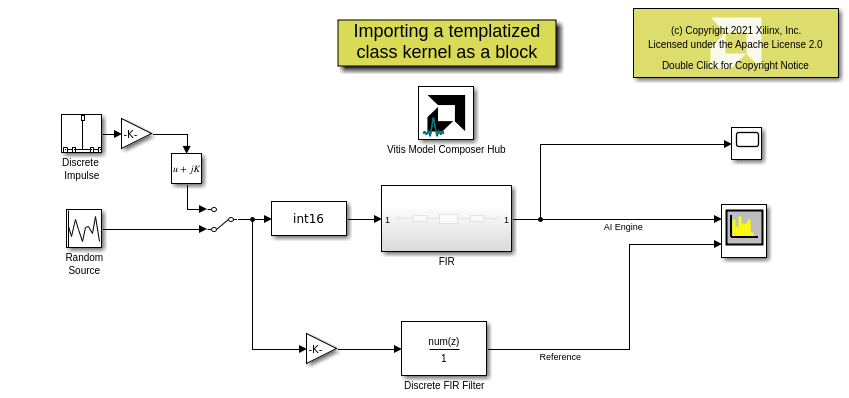 Importing a templatized
class kernel as a block
(c) Copyright 2021 Xilinx, Inc.
Licensed under the Apache License 2.0
Double Click for Copyright Notice
Vitis Model Composer Hub
-K-
Discrete
Impulse
u + jK
int16
1
1
FIR
AI Engine
Random
Source
-K-
num(z)
1
Discrete FIR Filter
Reference